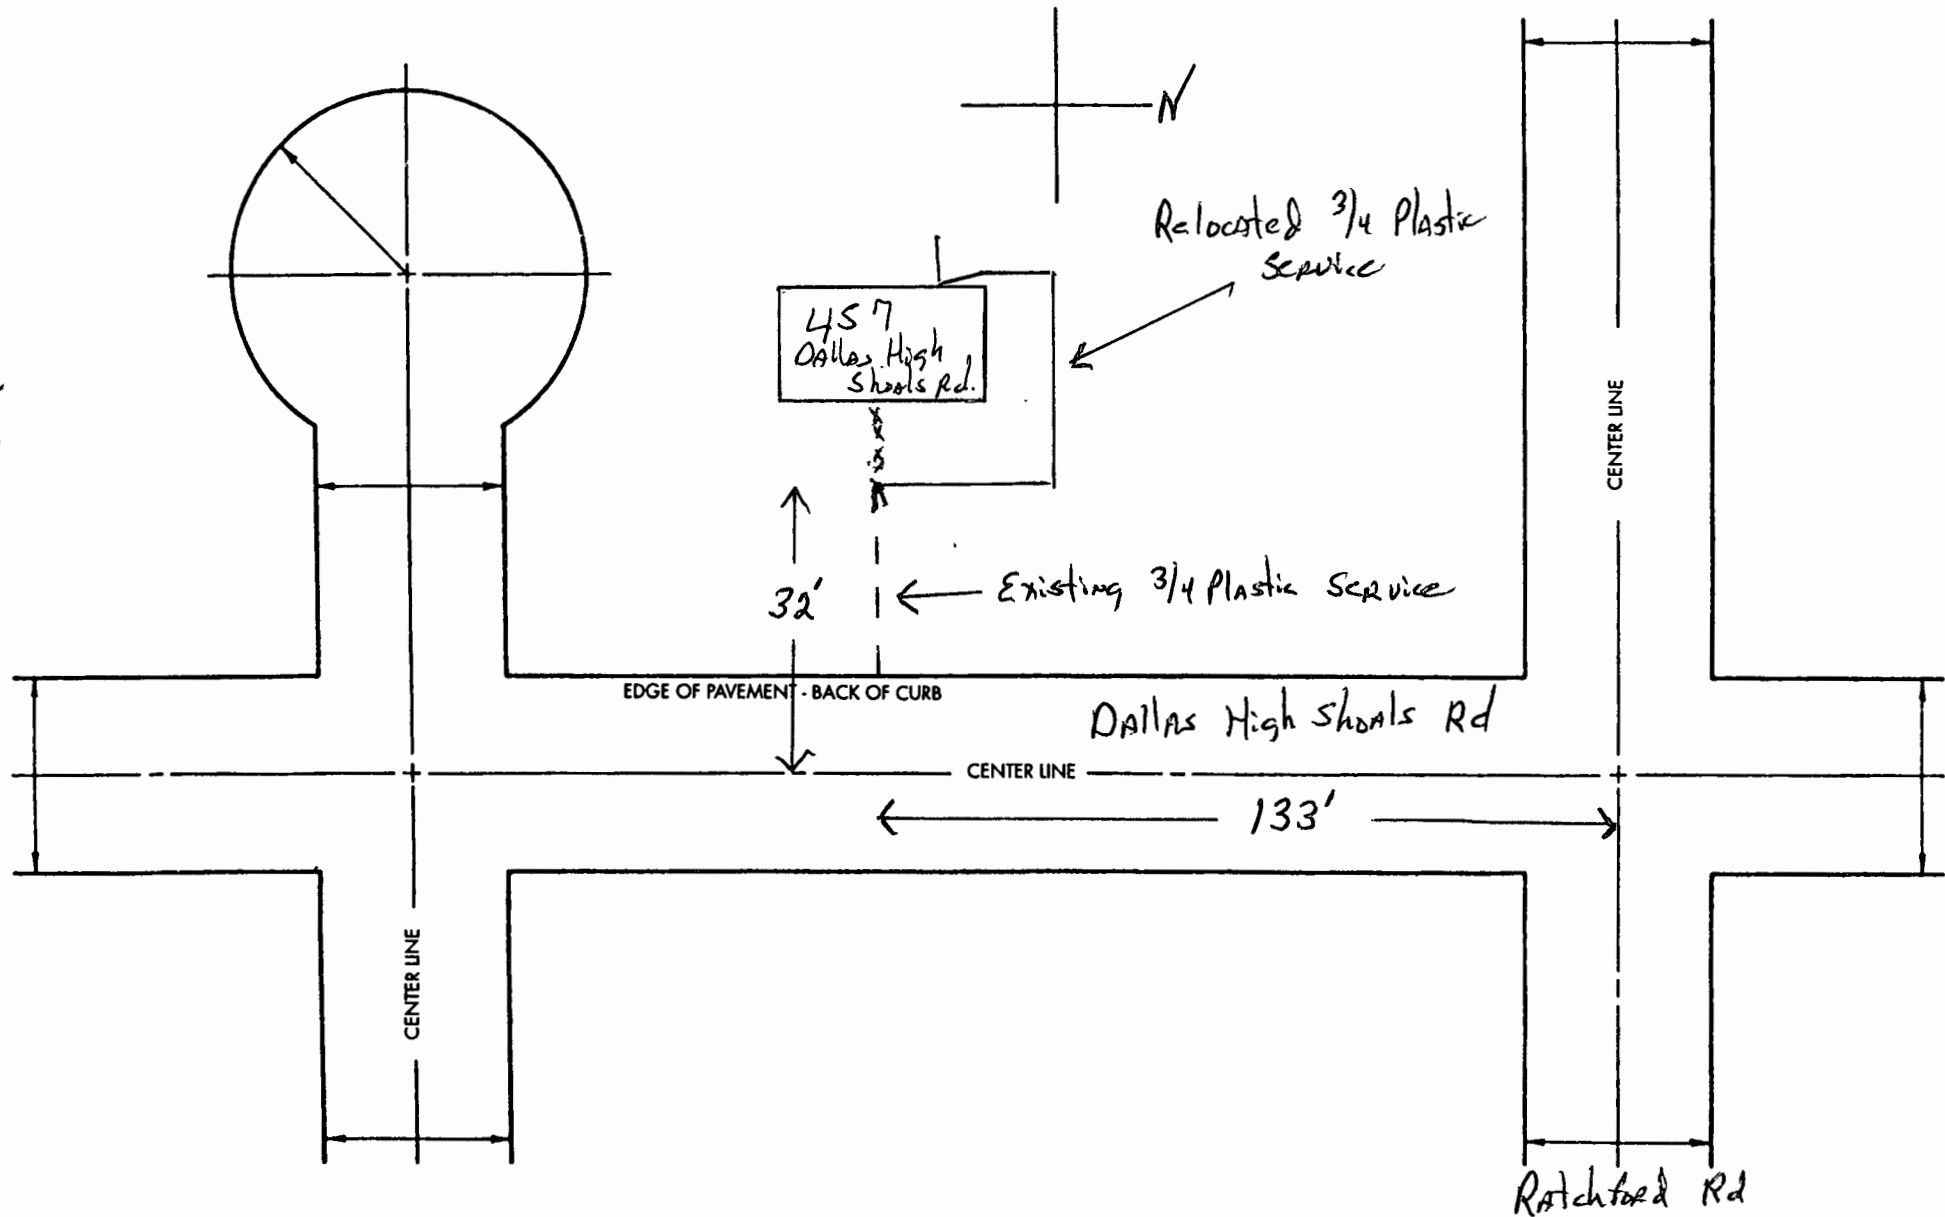 N
Relocated 3/4 Plastic
Service
457
Dallas High
Shoals Rd.
CENTER LINE
32'
Existing 3/4 Plastic Service
EDGE OF PAVEMENT - BACK OF CURB
Dallas High Shoals Rd
CENTER LINE
133'
CENTER LINE
Ratchford Rd